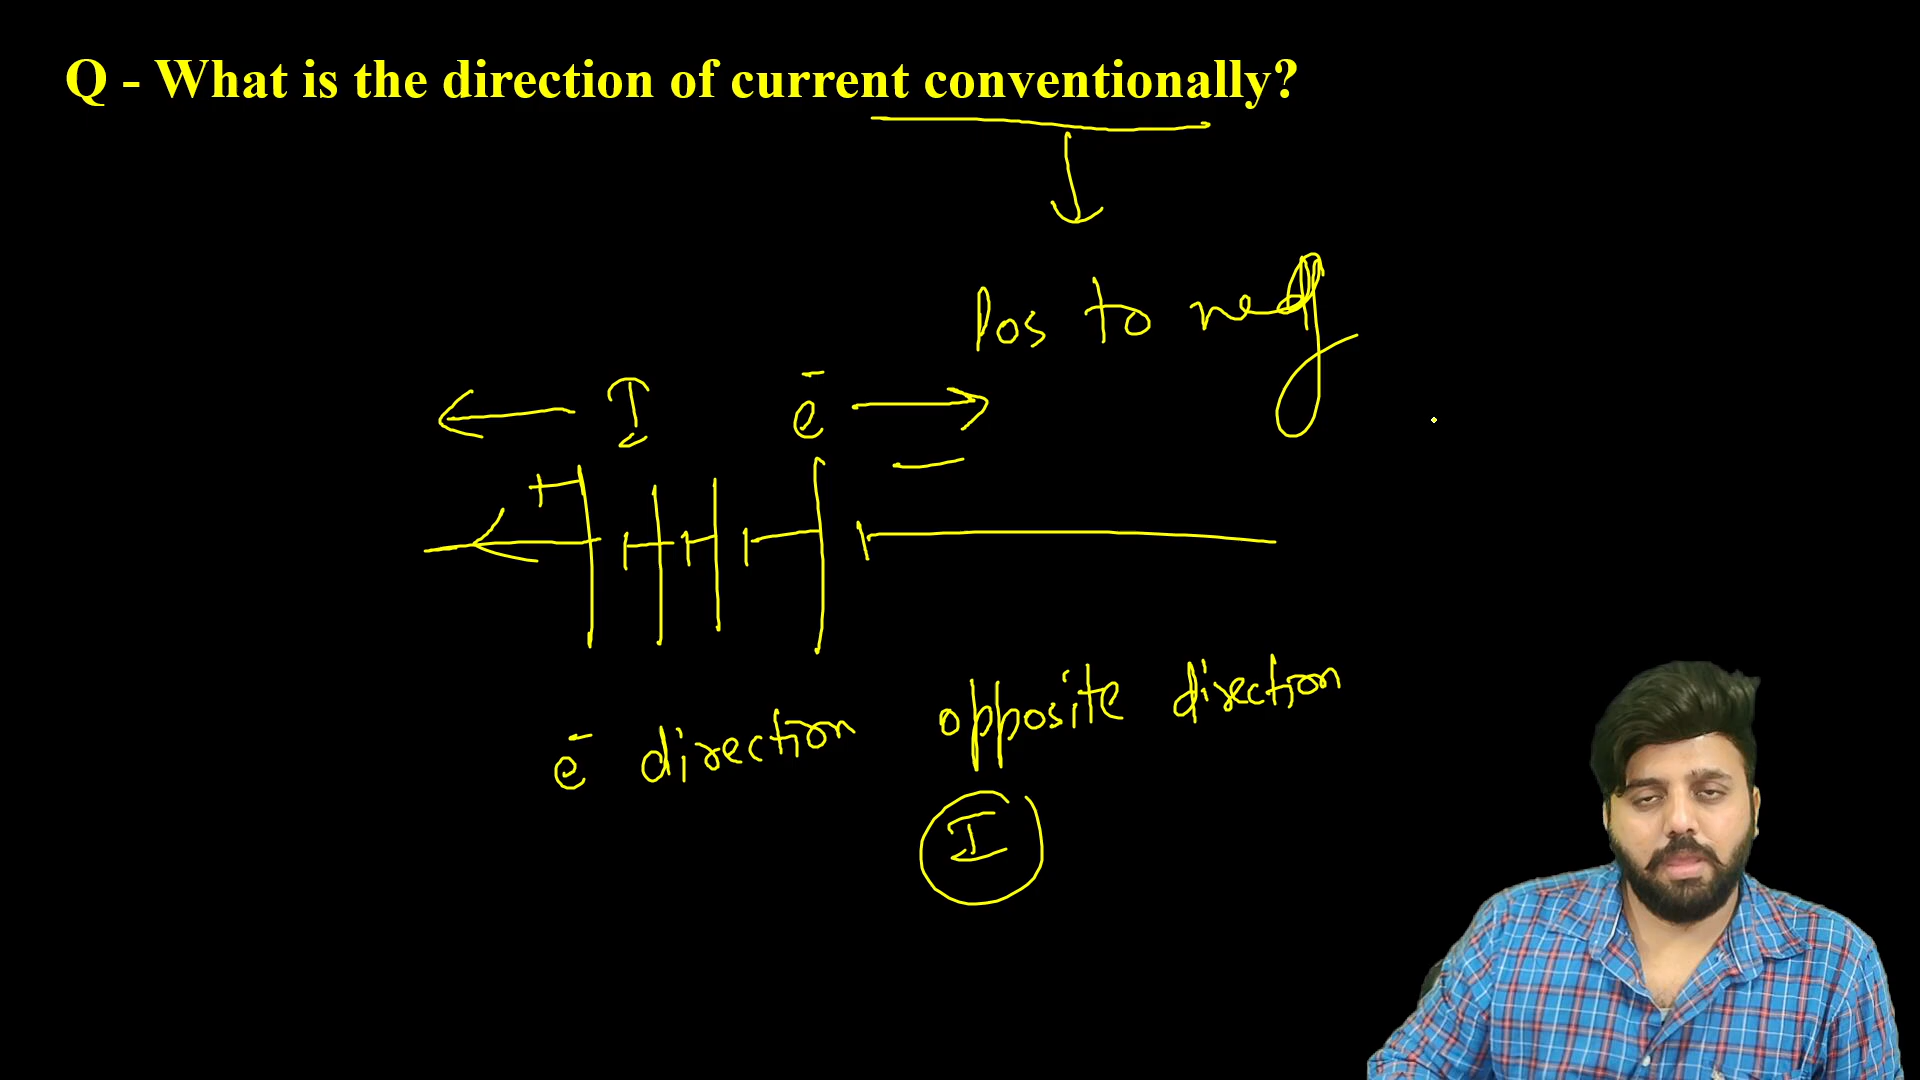 Q - What is the direction of current conventionally?
Pos to neg
I e⁻
+ −
e⁻ direction opposite direction
I